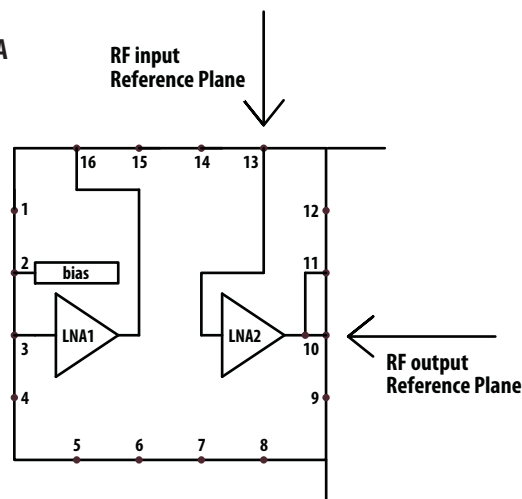 A
RF input
Reference Plane
16
15
14
13
1
12
2
bias
11
LNA1
LNA2
3
10
RF output
Reference Plane
4
9
5
6
7
8